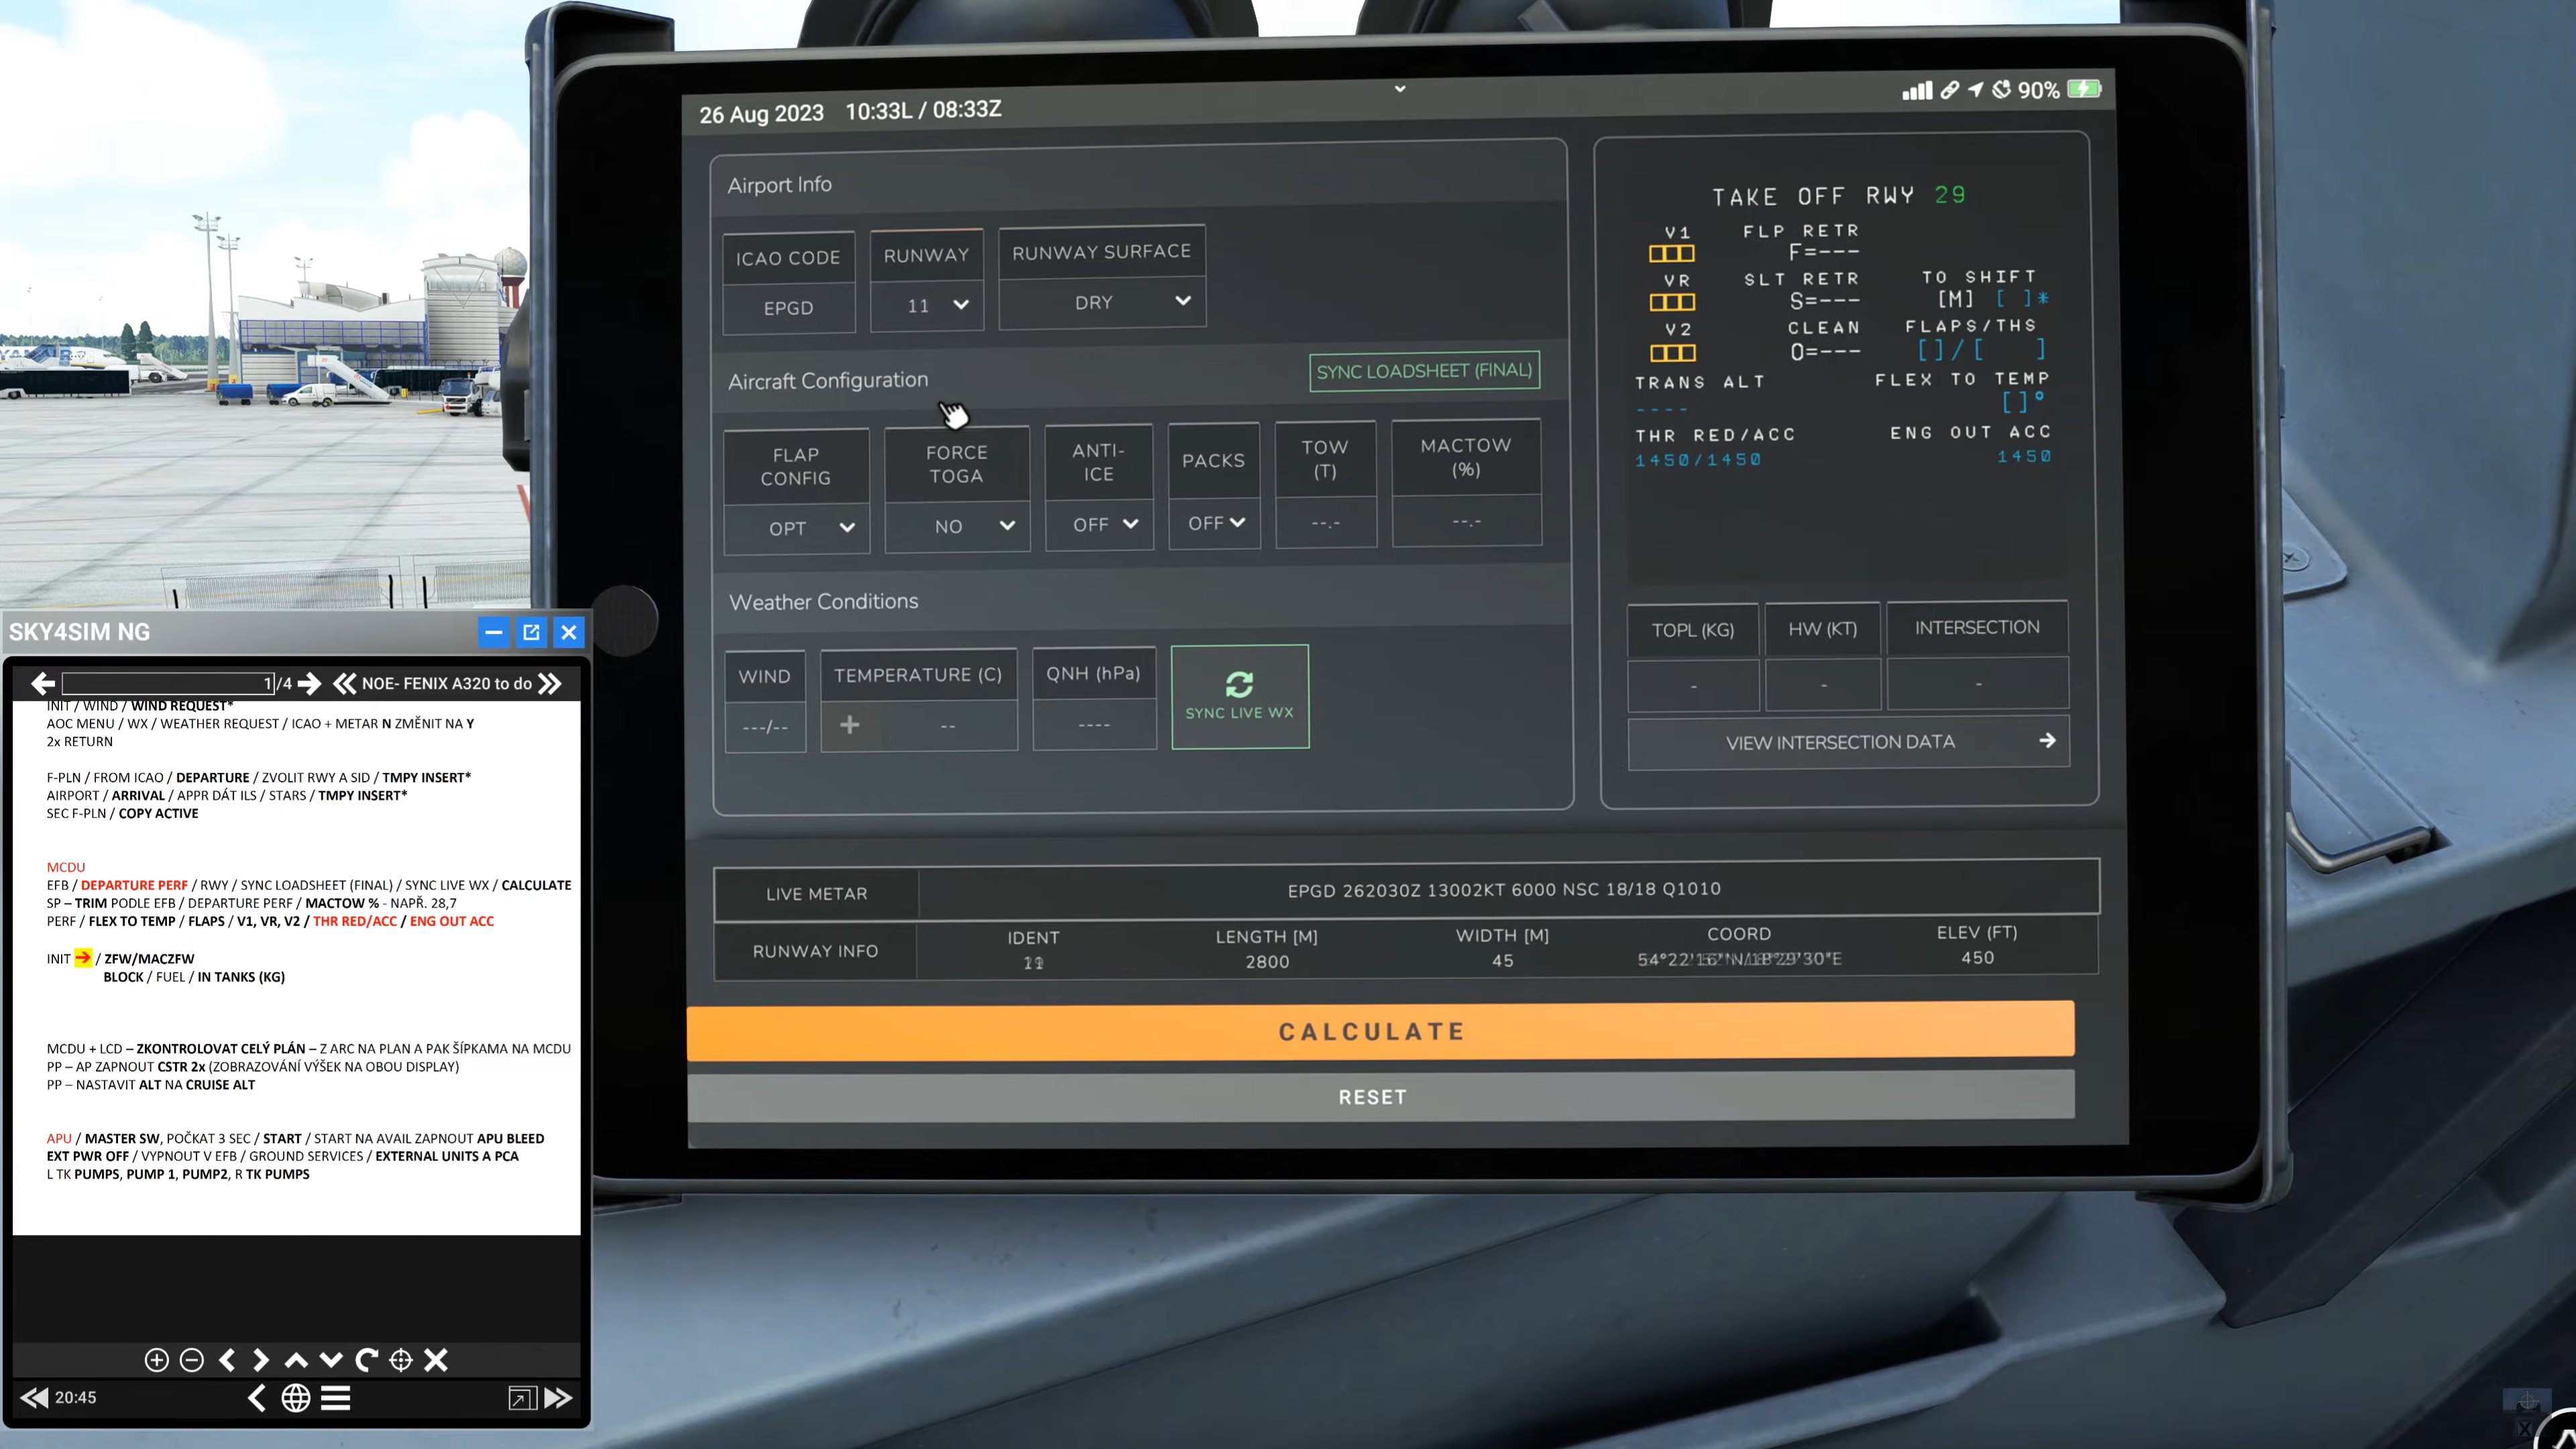 26 Aug 2023 10:33L / 08:33Z
90%
Airport Info
ICAO CODE
EPGD
RUNWAY
11
RUNWAY SURFACE
DRY
Aircraft Configuration
SYNC LOADSHEET (FINAL)
FLAP CONFIG
OPT
FORCE TOGA
NO
ANTI-ICE
OFF
PACKS
OFF
TOW (T)
--.-
MACTOW (%)
--.-
Weather Conditions
WIND
---/--
TEMPERATURE (C)
+ --
QNH (hPa)
----
SYNC LIVE WX
TAKE OFF RWY 29
V1 FLP RETR
F=---
VR SLT RETR TO SHIFT
S=--- [M] [ ]*
V2 CLEAN FLAPS/THS
O=--- []/[ ]
TRANS ALT FLEX TO TEMP
---- []°
THR RED/ACC ENG OUT ACC
1450/1450 1450
TOPL (KG) HW (KT) INTERSECTION
- - -
VIEW INTERSECTION DATA
LIVE METAR EPGD 262030Z 13002KT 6000 NSC 18/18 Q1010
RUNWAY INFO
IDENT LENGTH [M] WIDTH [M] COORD ELEV (FT)
2800 45 450
CALCULATE
RESET
SKY4SIM NG
1/4 NOE- FENIX A320 to do
INIT / WIND / WIND REQUEST*
AOC MENU / WX / WEATHER REQUEST / ICAO + METAR N ZMĚNIT NA Y
2x RETURN
F-PLN / FROM ICAO / DEPARTURE / ZVOLIT RWY A SID / TMPY INSERT*
AIRPORT / ARRIVAL / APPR DÁT ILS / STARS / TMPY INSERT*
SEC F-PLN / COPY ACTIVE
MCDU
EFB / DEPARTURE PERF / RWY / SYNC LOADSHEET (FINAL) / SYNC LIVE WX / CALCULATE
SP – TRIM PODLE EFB / DEPARTURE PERF / MACTOW % - NAPŘ. 28,7
PERF / FLEX TO TEMP / FLAPS / V1, VR, V2 / THR RED/ACC / ENG OUT ACC
INIT → / ZFW/MACZFW
BLOCK / FUEL / IN TANKS (KG)
MCDU + LCD – ZKONTROLOVAT CELÝ PLÁN – Z ARC NA PLAN A PAK ŠÍPKAMA NA MCDU
PP – AP ZAPNOUT CSTR 2x (ZOBRAZOVÁNÍ VÝŠEK NA OBOU DISPLAY)
PP – NASTAVIT ALT NA CRUISE ALT
APU / MASTER SW, POČKAT 3 SEC / START / START NA AVAIL ZAPNOUT APU BLEED
EXT PWR OFF / VYPNOUT V EFB / GROUND SERVICES / EXTERNAL UNITS A PCA
L TK PUMPS, PUMP 1, PUMP2, R TK PUMPS
20:45